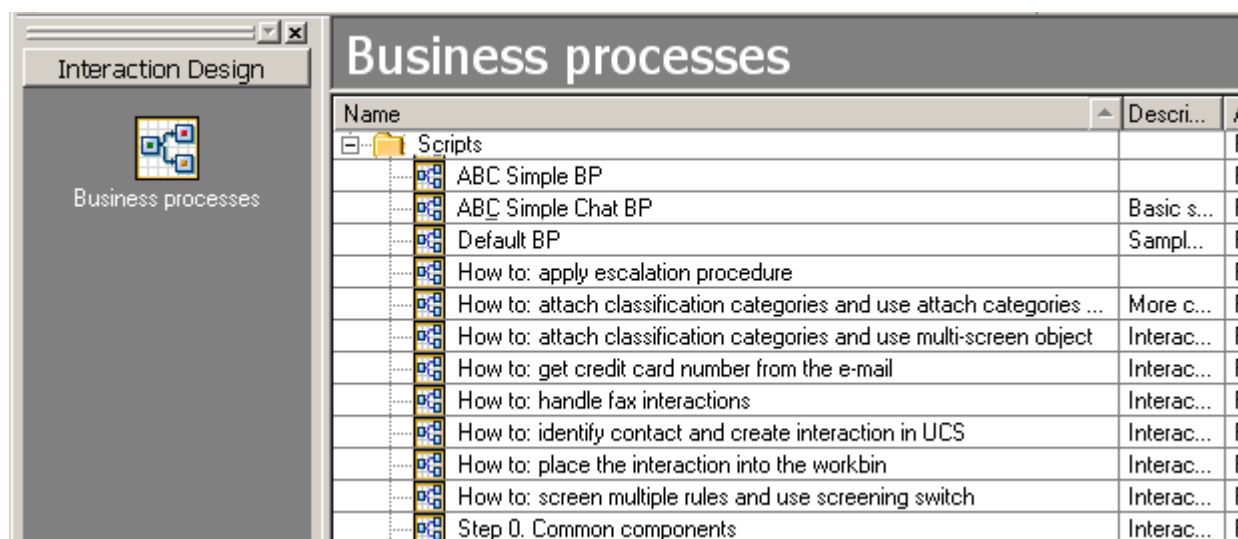 Interaction Design
Business processes
Business processes
Name Descri...
Scripts
ABC Simple BP
ABC Simple Chat BP Basic s...
Default BP Sampl...
How to: apply escalation procedure
How to: attach classification categories and use attach categories ... More c...
How to: attach classification categories and use multi-screen object Interac...
How to: get credit card number from the e-mail Interac...
How to: handle fax interactions Interac...
How to: identify contact and create interaction in UCS Interac...
How to: place the interaction into the workbin Interac...
How to: screen multiple rules and use screening switch Interac...
Step 0. Common components Interac...